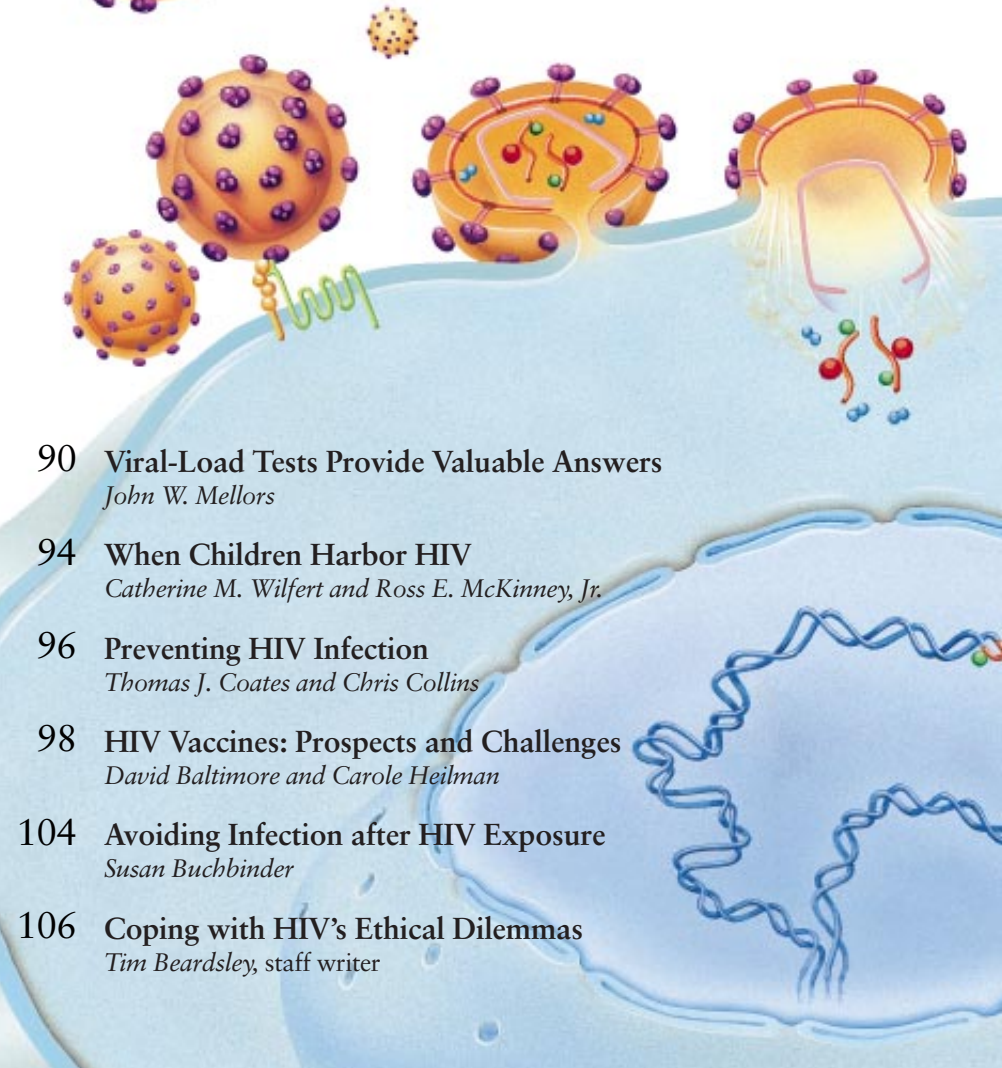 90 Viral-Load Tests Provide Valuable Answers
John W. Mellors
94 When Children Harbor HIV
Catherine M. Wilfert and Ross E. McKinney, Jr.
96 Preventing HIV Infection
Thomas J. Coates and Chris Collins
98 HIV Vaccines: Prospects and Challenges
David Baltimore and Carole Heilman
104 Avoiding Infection after HIV Exposure
Susan Buchbinder
106 Coping with HIV’s Ethical Dilemmas
Tim Beardsley, staff writer